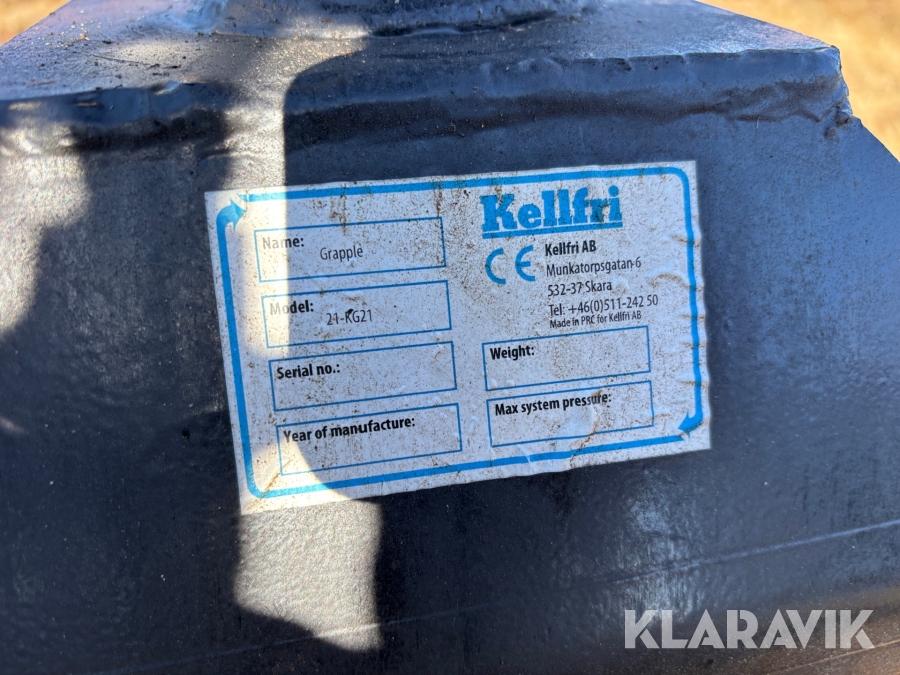 Kellfri
CE
Kellfri AB
Munkatorpsgatan 6
532-37 Skara
Tel: +46(0)511-242 50
Made in PRC for Kellfri AB
Name:
Grapple
Model:
21-KG21
Serial no.:
Year of manufacture:
Weight:
Max system pressure:
KLARAVIK